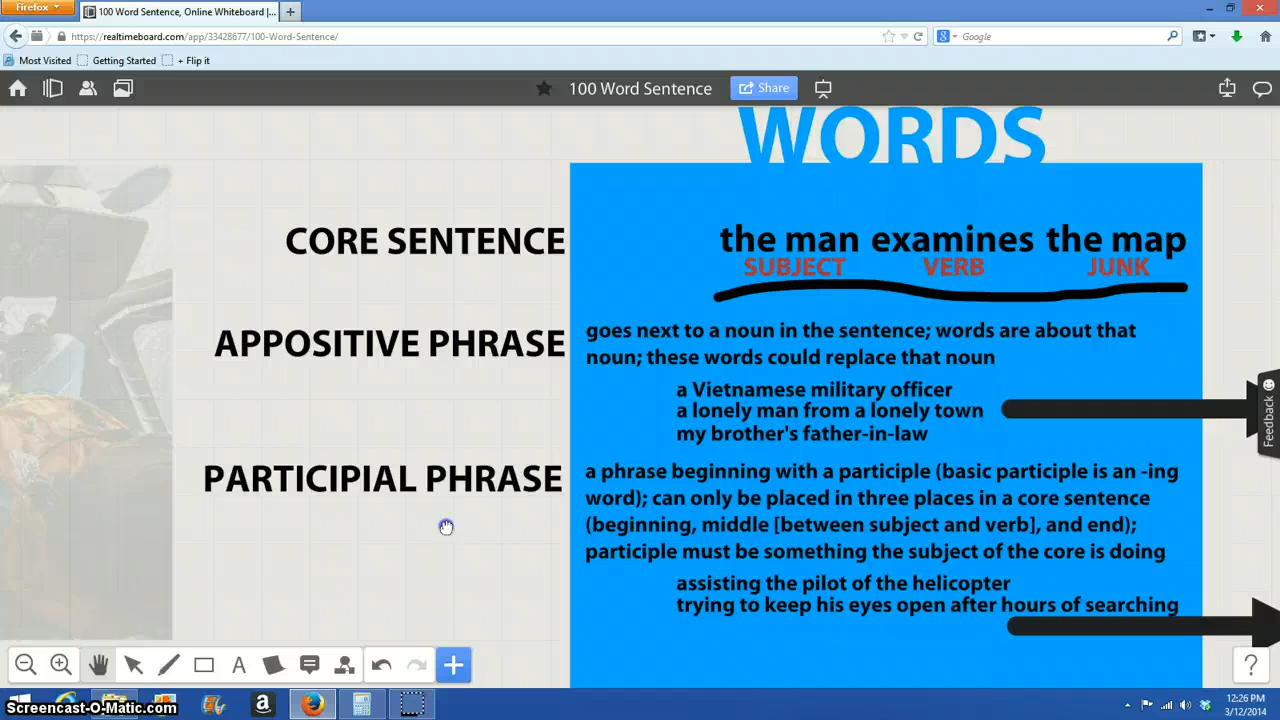 Firefox
100 Word Sentence, Online Whiteboard |...
https://realtimeboard.com/app/33428677/100-Word-Sentence/
Google
Most Visited
Getting Started
+ Flip it
100 Word Sentence
Share
WORDS
CORE SENTENCE
the man examines the map
SUBJECT VERB JUNK
APPOSITIVE PHRASE
goes next to a noun in the sentence; words are about that
noun; these words could replace that noun
a Vietnamese military officer
a lonely man from a lonely town
my brother's father-in-law
Feedback
PARTICIPIAL PHRASE
a phrase beginning with a participle (basic participle is an -ing
word); can only be placed in three places in a core sentence
(beginning, middle [between subject and verb], and end);
participle must be something the subject of the core is doing
assisting the pilot of the helicopter
trying to keep his eyes open after hours of searching
A
?
a
Screencast-O-Matic.com
12:26 PM
3/12/2014